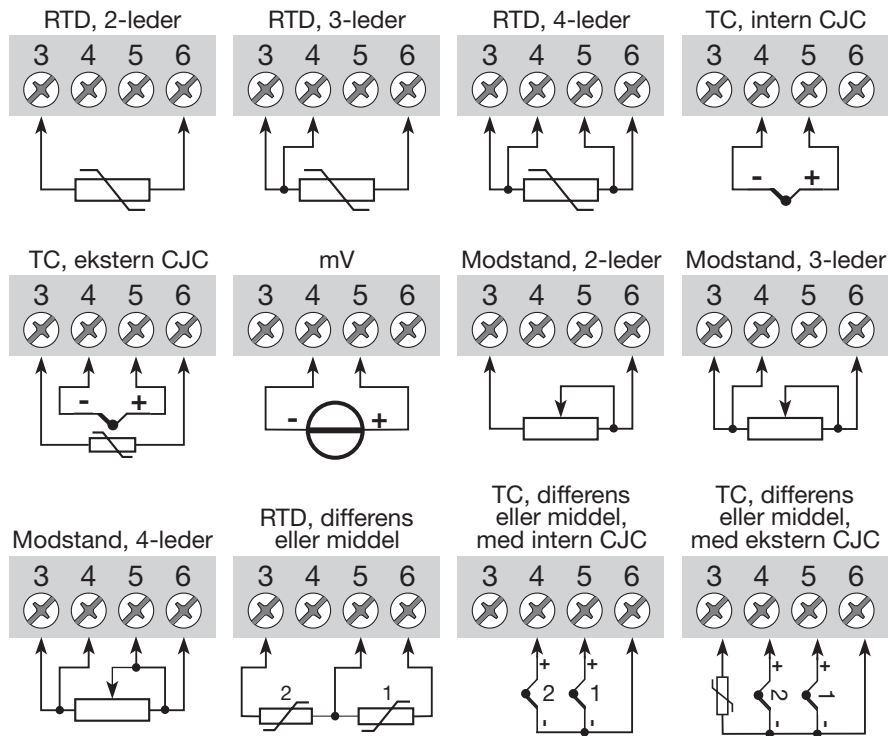 RTD, 2-leder
RTD, 3-leder
RTD, 4-leder
TC, intern CJC
3 4 5 6
3 4 5 6
3 4 5 6
3 4 5 6
- +
TC, ekstern CJC
mV
Modstand, 2-leder
Modstand, 3-leder
3 4 5 6
3 4 5 6
3 4 5 6
3 4 5 6
- +
- +
Modstand, 4-leder
RTD, differens
eller middel
TC, differens
eller middel,
med intern CJC
TC, differens
eller middel,
med ekstern CJC
3 4 5 6
3 4 5 6
3 4 5 6
3 4 5 6
2 1
+ +
2 1
- -
+ +
2 1
- -